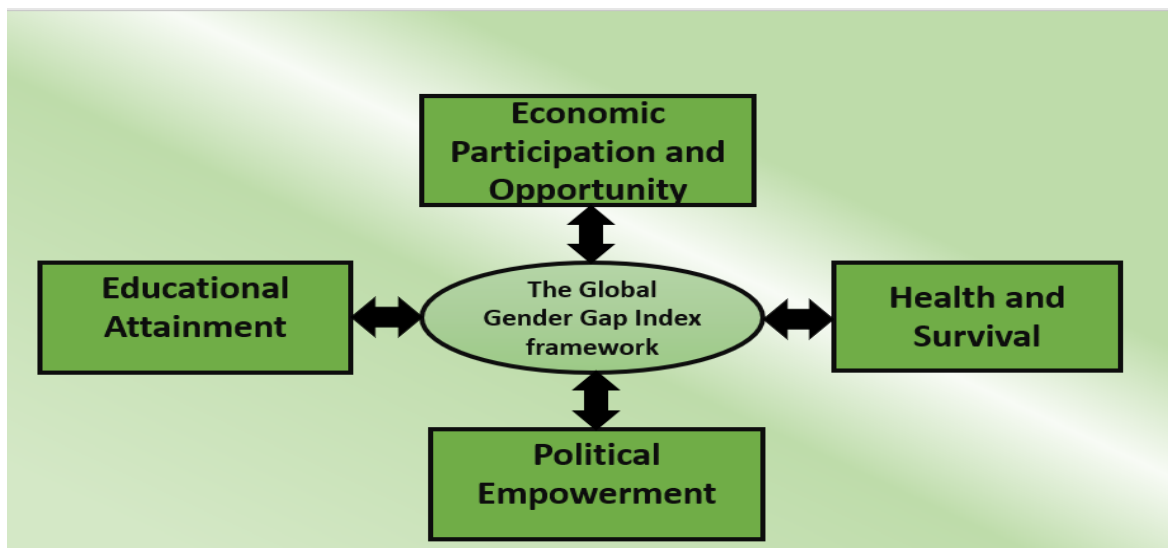 Economic
Participation and
Opportunity
Educational
Attainment
The Global
Gender Gap Index
framework
Health and
Survival
Political
Empowerment